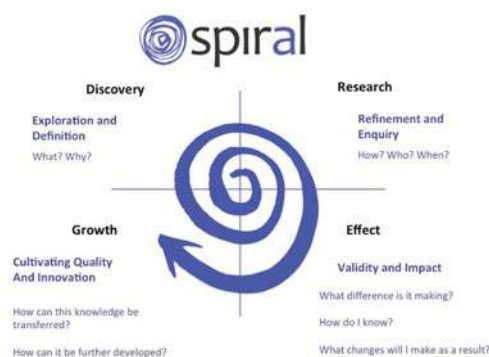 spiral
Discovery
Exploration and
Definition
What? Why?
Research
Refinement and
Enquiry
How? Who? When?
Growth
Cultivating Quality
And Innovation
How can this knowledge be
transferred?
How can it be further developed?
Effect
Validity and Impact
What difference is it making?
How do I know?
What changes will I make as a result?